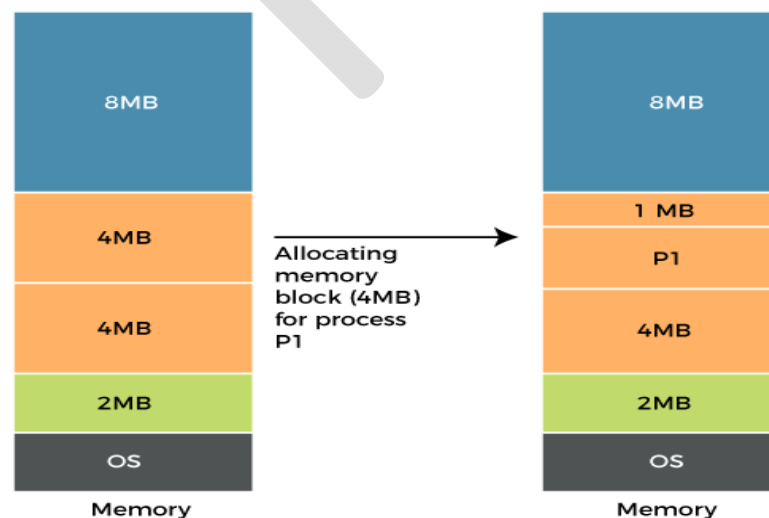 8MB
4MB
4MB
2MB
OS
Memory
Allocating
memory
block (4MB)
for process
P1
8MB
1 MB
P1
4MB
2MB
OS
Memory